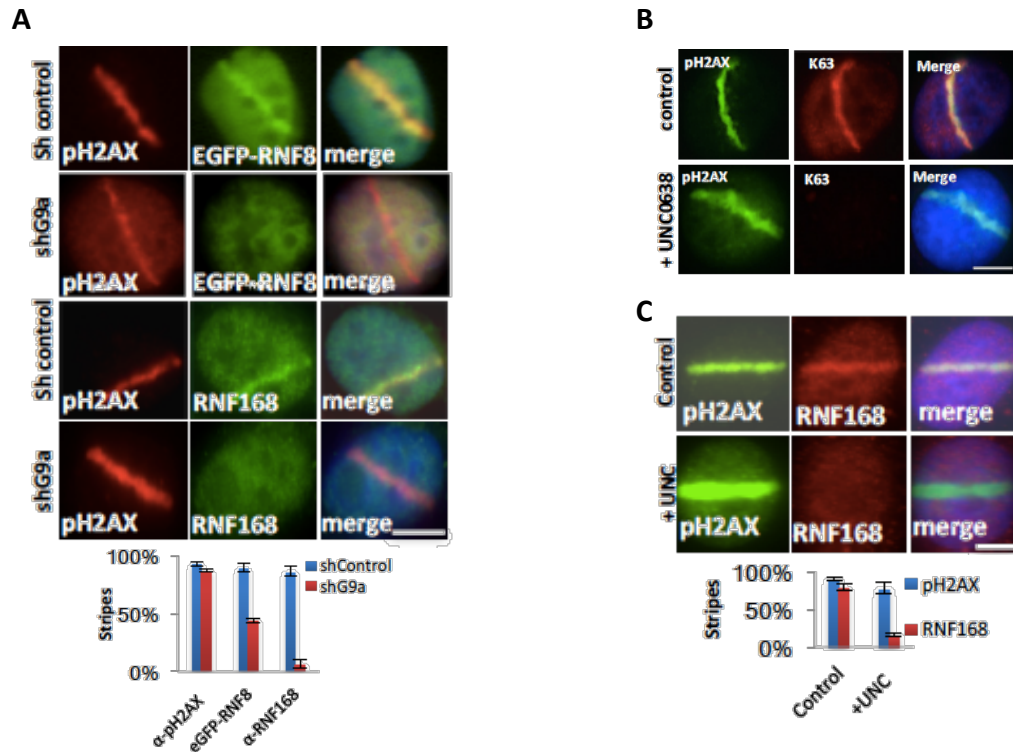 A
Sh control
pH2AX
EGFP-RNF8
merge
shG9a
pH2AX
EGFP-RNF8
merge
Sh control
pH2AX
RNF168
merge
shG9a
pH2AX
RNF168
merge
100%
50%
0%
Stripes
shControl
shG9a
α-pH2AX
eGFP-RNF8
α-RNF168
B
control
pH2AX
K63
Merge
+ UNC0638
pH2AX
K63
Merge
C
Control
pH2AX
RNF168
merge
+ UNC
pH2AX
RNF168
merge
100%
50%
0%
Stripes
pH2AX
RNF168
Control
+UNC